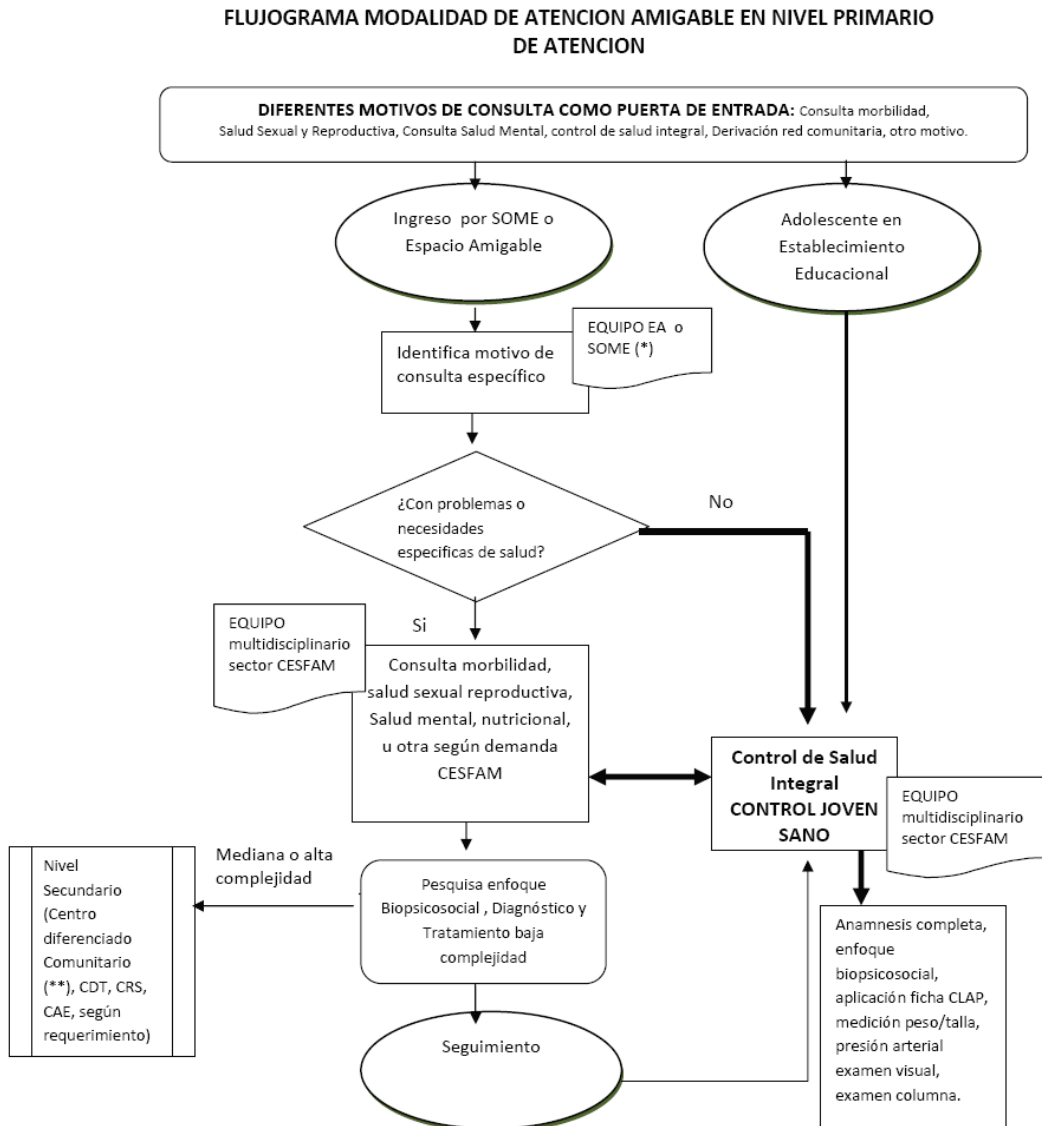 FLUJOGRAMA MODALIDAD DE ATENCION AMIGABLE EN NIVEL PRIMARIO
DE ATENCION
DIFERENTES MOTIVOS DE CONSULTA COMO PUERTA DE ENTRADA: Consulta morbilidad,
Salud Sexual y Reproductiva, Consulta Salud Mental, control de salud integral, Derivación red comunitaria, otro motivo.
Ingreso por SOME o
Espacio Amigable
Adolescente en
Establecimiento
Educacional
Identifica motivo de
consulta específico
EQUIPO EA o
SOME (*)
¿Con problemas o
necesidades
especificas de salud?
No
Si
EQUIPO
multidisciplinario
sector CESFAM
Consulta morbilidad,
salud sexual reproductiva,
Salud mental, nutricional,
u otra según demanda
CESFAM
Control de Salud
Integral
CONTROL JOVEN
SANO
EQUIPO
multidisciplinario
sector CESFAM
Mediana o alta
complejidad
Nivel
Secundario
(Centro
diferenciado
Comunitario
(**), CDT, CRS,
CAE, según
requerimiento)
Pesquisa enfoque
Biopsicosocial , Diagnóstico y
Tratamiento baja
complejidad
Anamnesis completa,
enfoque
biopsicosocial,
aplicación ficha CLAP,
medición peso/talla,
presión arterial
examen visual,
examen columna.
Seguimiento